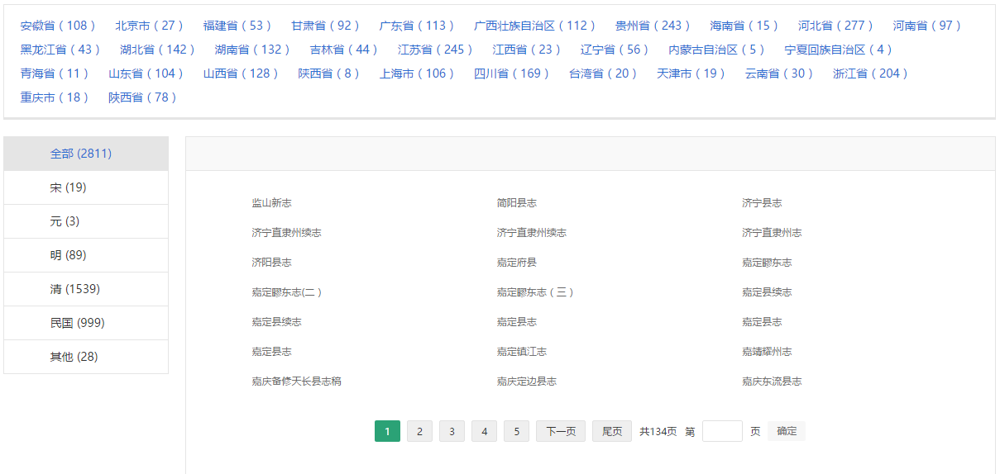 安徽省（108） 北京市（27） 福建省（53） 甘肃省（92） 广东省（113） 广西壮族自治区（112） 贵州省（243） 海南省（15） 河北省（277） 河南省（97）
黑龙江省（43） 湖北省（142） 湖南省（132） 吉林省（44） 江苏省（245） 江西省（23） 辽宁省（56） 内蒙古自治区（5） 宁夏回族自治区（4）
青海省（11） 山东省（104） 山西省（128） 陕西省（8） 上海市（106） 四川省（169） 台湾省（20） 天津市（19） 云南省（30） 浙江省（204）
重庆市（18） 陝西省（78）
全部 (2811)
宋 (19)
元 (3)
明 (89)
清 (1539)
民国 (999)
其他 (28)
监山新志 简阳县志 济宁县志
济宁直隶州续志 济宁直隶州续志 济宁直隶州志
济阳县志 嘉定府县 嘉定疁东志
嘉定疁东志(二） 嘉定疁东志（三） 嘉定县续志
嘉定县续志 嘉定县志 嘉定县志
嘉定县志 嘉定镇江志 嘉靖耀州志
嘉庆备修天长县志稿 嘉庆定边县志 嘉庆东流县志
1 2 3 4 5 下一页 尾页 共134页 第 页 确定